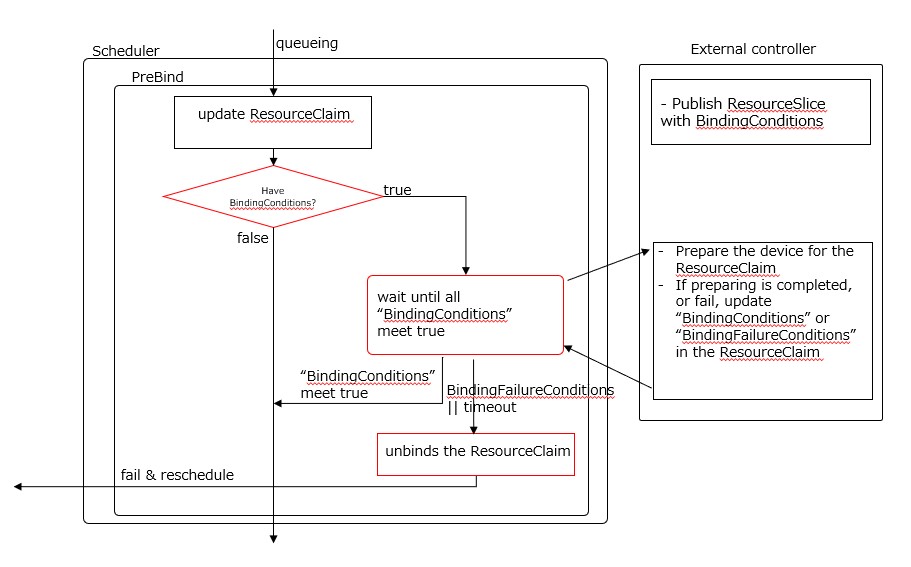 queueing
Scheduler
External controller
PreBind
update ResourceClaim
- Publish ResourceSlice
with BindingConditions
Have
BindingConditions?
true
false
wait until all
“BindingConditions”
meet true
- Prepare the device for the
ResourceClaim
- If preparing is completed,
or fail, update
“BindingConditions” or
“BindingFailureConditions”
in the ResourceClaim
“BindingConditions”
meet true
BindingFailureConditions
|| timeout
unbinds the ResourceClaim
fail & reschedule